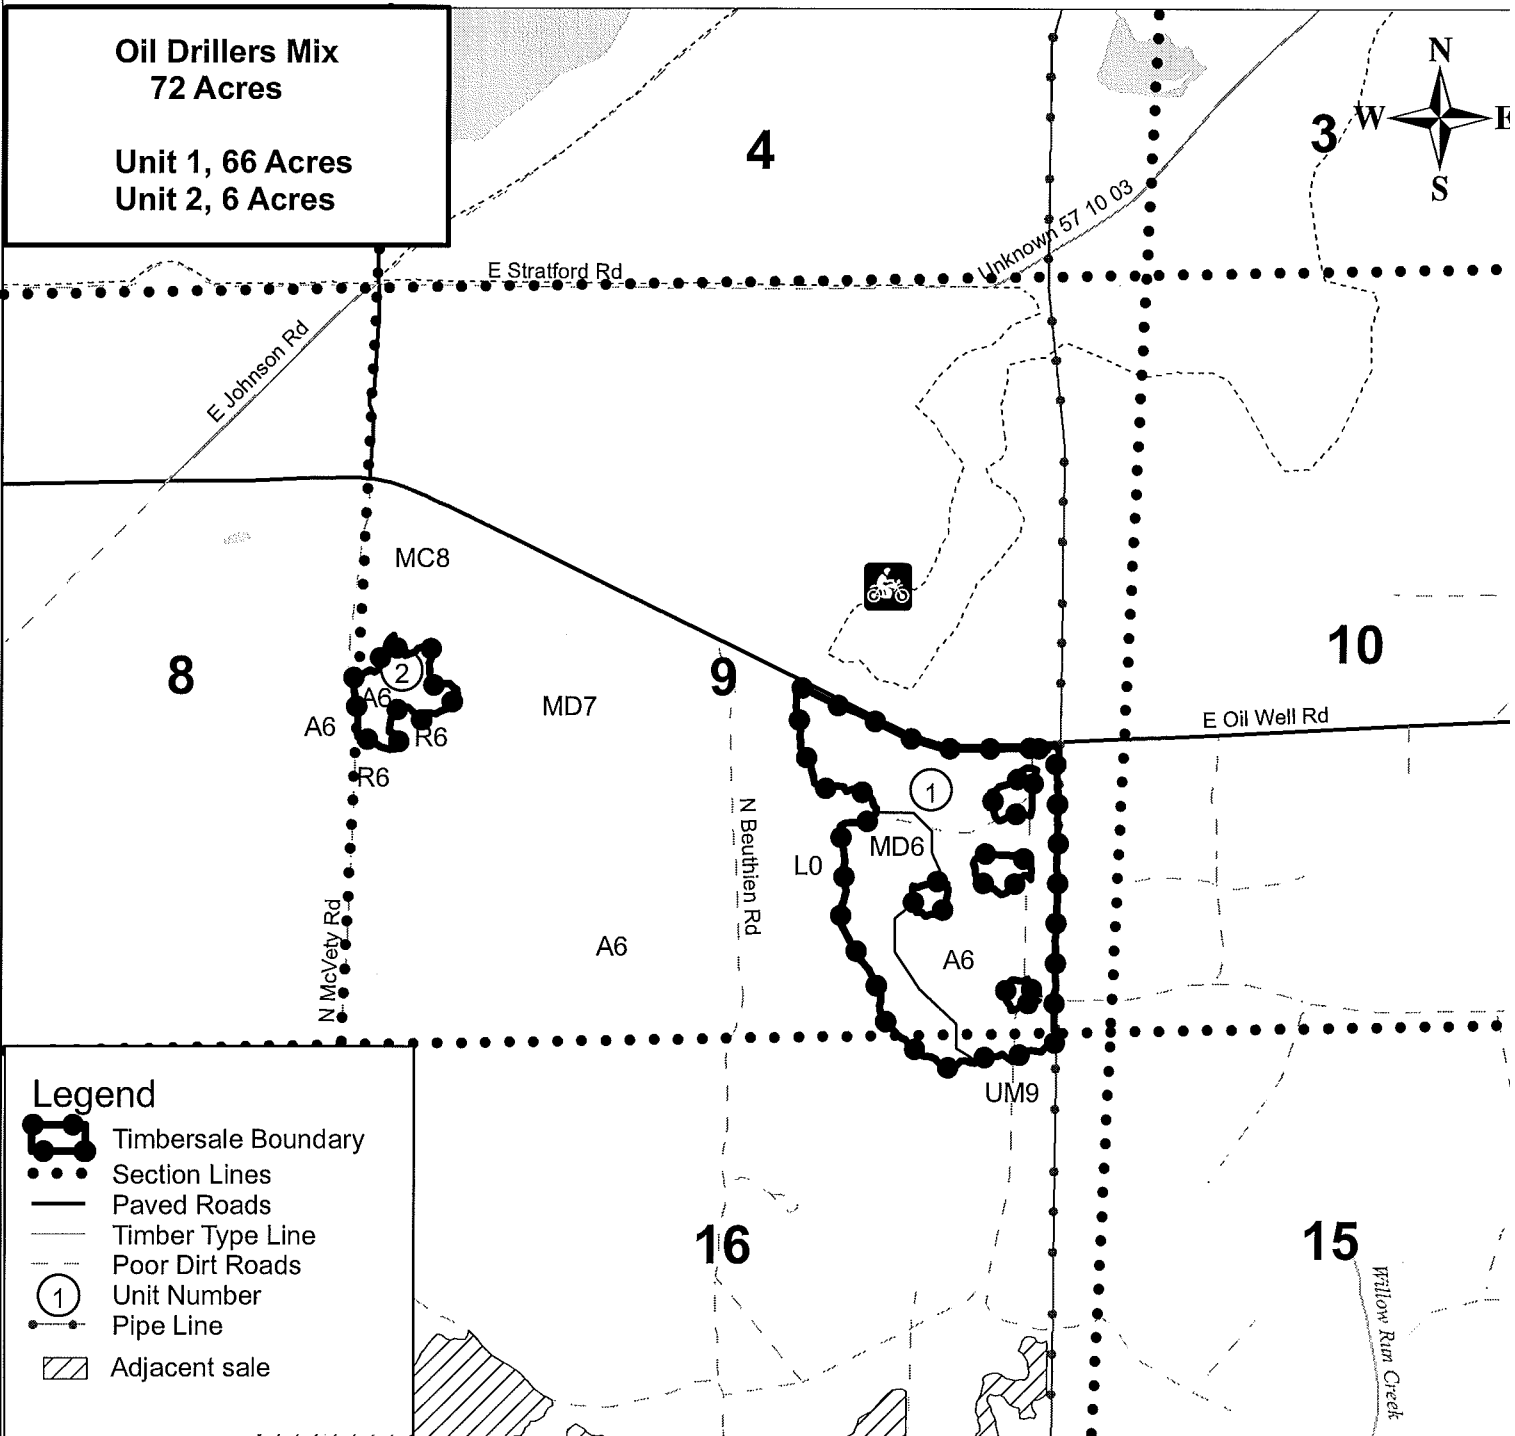 Oil Drillers Mix
72 Acres
Unit 1, 66 Acres
Unit 2, 6 Acres
N
W
E
S
4
3
Unknown 57 10 03
E Stratford Rd
E Johnson Rd
MC8
8
9
10
2
A6
A6
MD7
R6
R6
E Oil Well Rd
1
N Beuthien Rd
MD6
L0
N McVety Rd
A6
A6
UM9
16
15
Willow Run Creek
Legend
Timbersale Boundary
Section Lines
Paved Roads
Timber Type Line
Poor Dirt Roads
1 Unit Number
Pipe Line
Adjacent sale